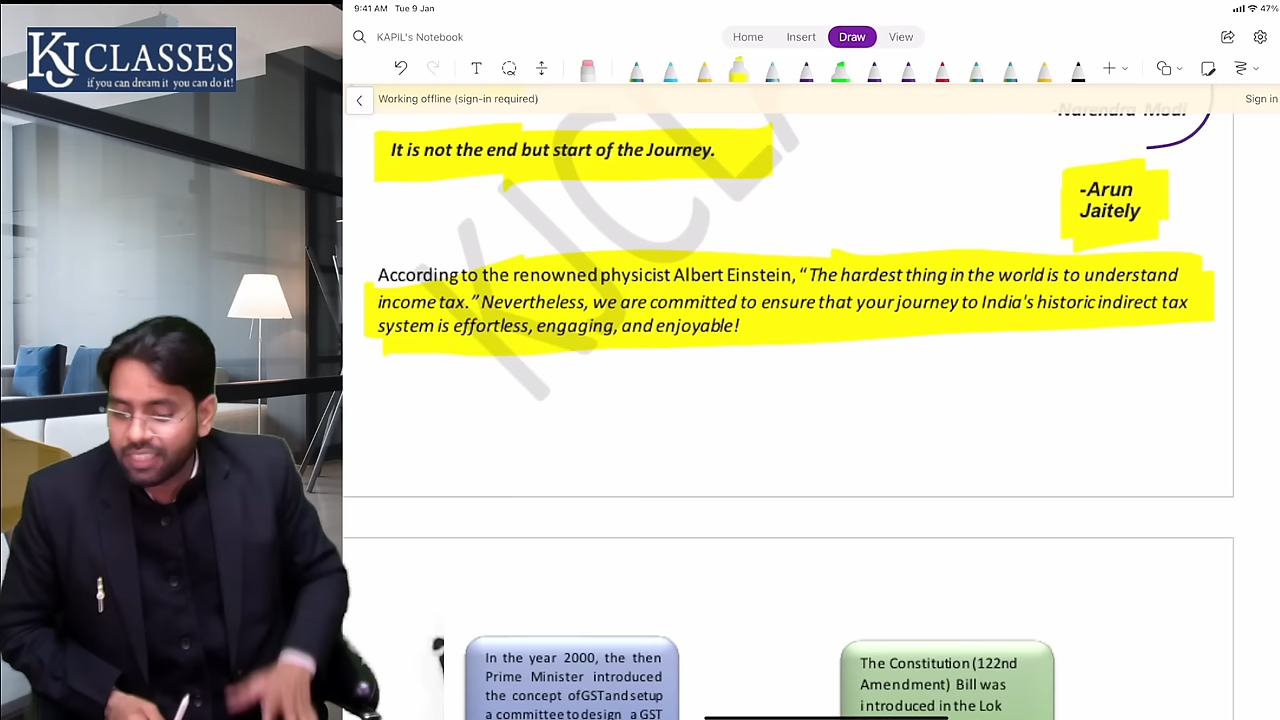 9:41 AM Tue 9 Jan
47%
KJ CLASSES
if you can dream it you can do it!
KAPIL's Notebook
Home Insert Draw View
Working offline (sign-in required)
Sign in
-Narendra Modi
It is not the end but start of the Journey.
-Arun
Jaitely
KJCL
According to the renowned physicist Albert Einstein, “The hardest thing in the world is to understand
income tax.” Nevertheless, we are committed to ensure that your journey to India's historic indirect tax
system is effortless, engaging, and enjoyable!
In the year 2000, the then
Prime Minister introduced
the concept of GST and setup
a committee to design a GST
The Constitution (122nd
Amendment) Bill was
introduced in the Lok